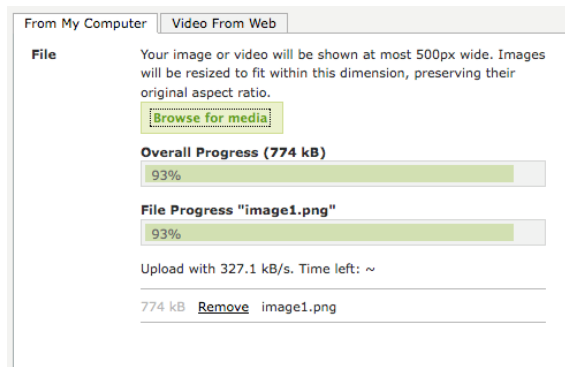 From My Computer
Video From Web
File
Your image or video will be shown at most 500px wide. Images
will be resized to fit within this dimension, preserving their
original aspect ratio.
Browse for media
Overall Progress (774 kB)
93%
File Progress "image1.png"
93%
Upload with 327.1 kB/s. Time left: ~
774 kB Remove image1.png